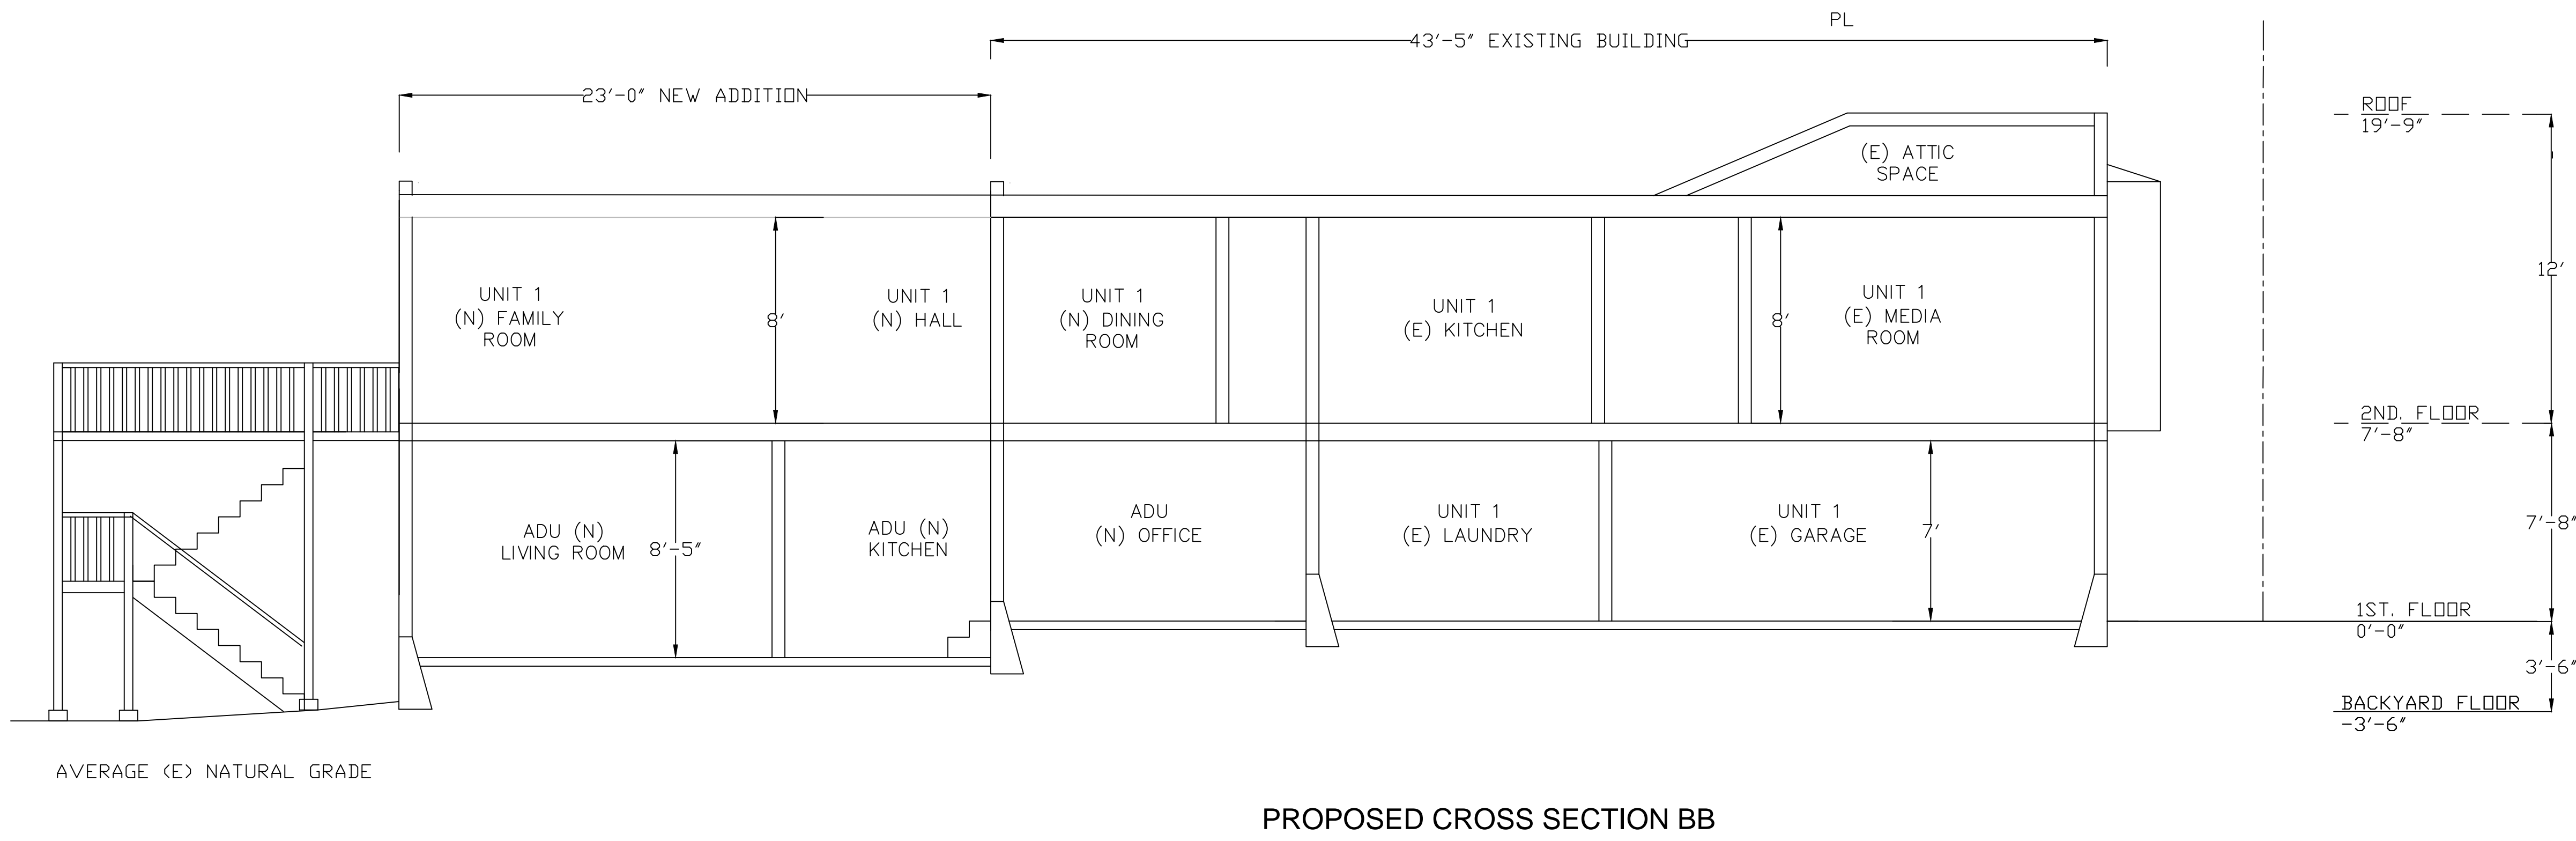 PL
43'-5" EXISTING BUILDING
23'-0" NEW ADDITION
ROOF
19'-9"
(E) ATTIC
SPACE
12'
UNIT 1
(N) FAMILY
ROOM
8'
UNIT 1
(N) HALL
UNIT 1
(N) DINING
ROOM
UNIT 1
(E) KITCHEN
8'
UNIT 1
(E) MEDIA
ROOM
2ND. FLOOR
7'-8"
ADU (N)
LIVING ROOM
8'-5"
ADU (N)
KITCHEN
ADU
(N) OFFICE
UNIT 1
(E) LAUNDRY
UNIT 1
(E) GARAGE
7'
7'-8"
1ST. FLOOR
0'-0"
3'-6"
BACKYARD FLOOR
-3'-6"
AVERAGE (E) NATURAL GRADE
PROPOSED CROSS SECTION BB